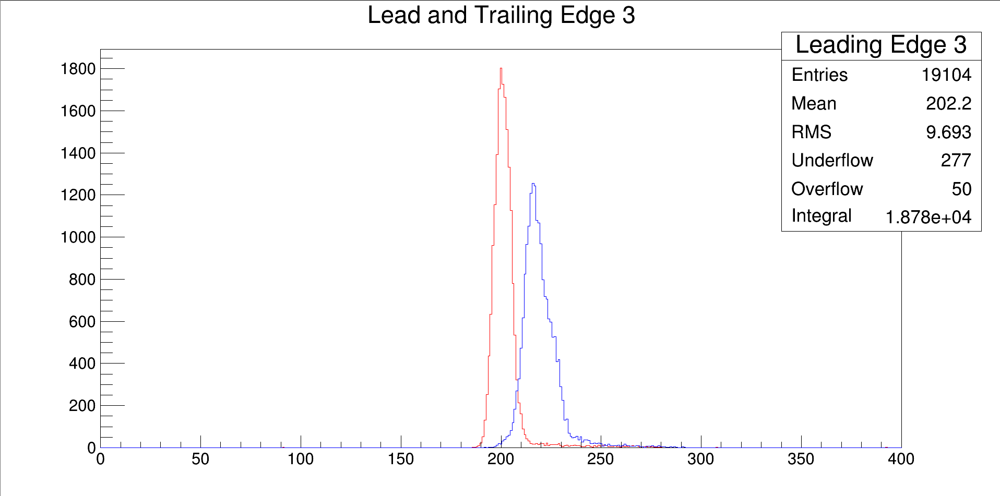 Lead and Trailing Edge 3
Leading Edge 3
Entries 19104
Mean 202.2
RMS 9.693
Underflow 277
Overflow 50
Integral 1.878e+04
1800
1600
1400
1200
1000
800
600
400
200
0
0 50 100 150 200 250 300 350 400